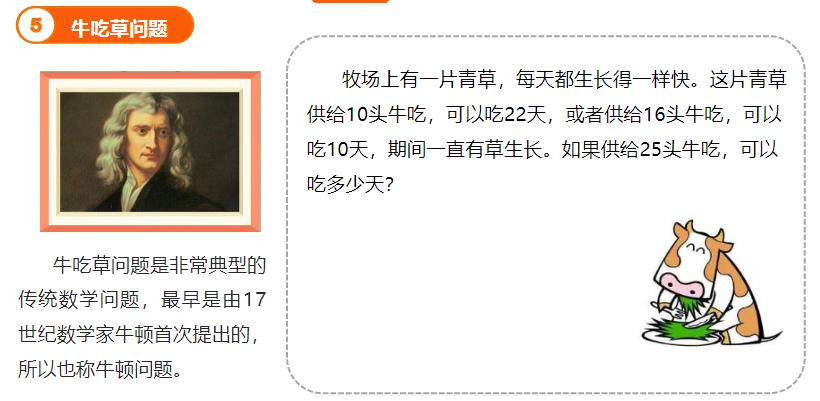 5 牛吃草问题
牧场上有一片青草，每天都生长得一样快。这片青草
供给10头牛吃，可以吃22天，或者供给16头牛吃，可以
吃10天，期间一直有草生长。如果供给25头牛吃，可以
吃多少天？
牛吃草问题是非常典型的
传统数学问题，最早是由17
世纪数学家牛顿首次提出的，
所以也称牛顿问题。